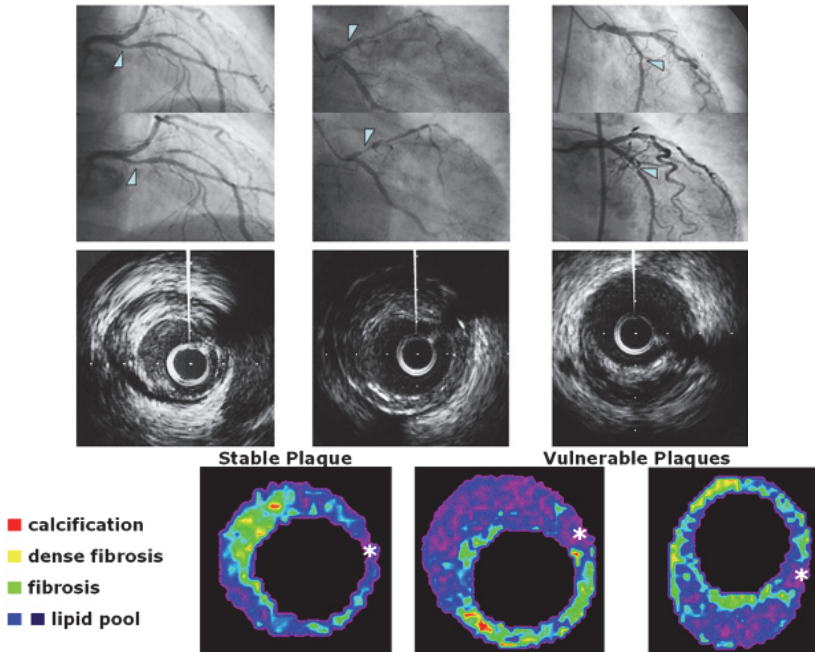 Stable Plaque
Vulnerable Plaques
calcification
dense fibrosis
fibrosis
lipid pool
*
*
*